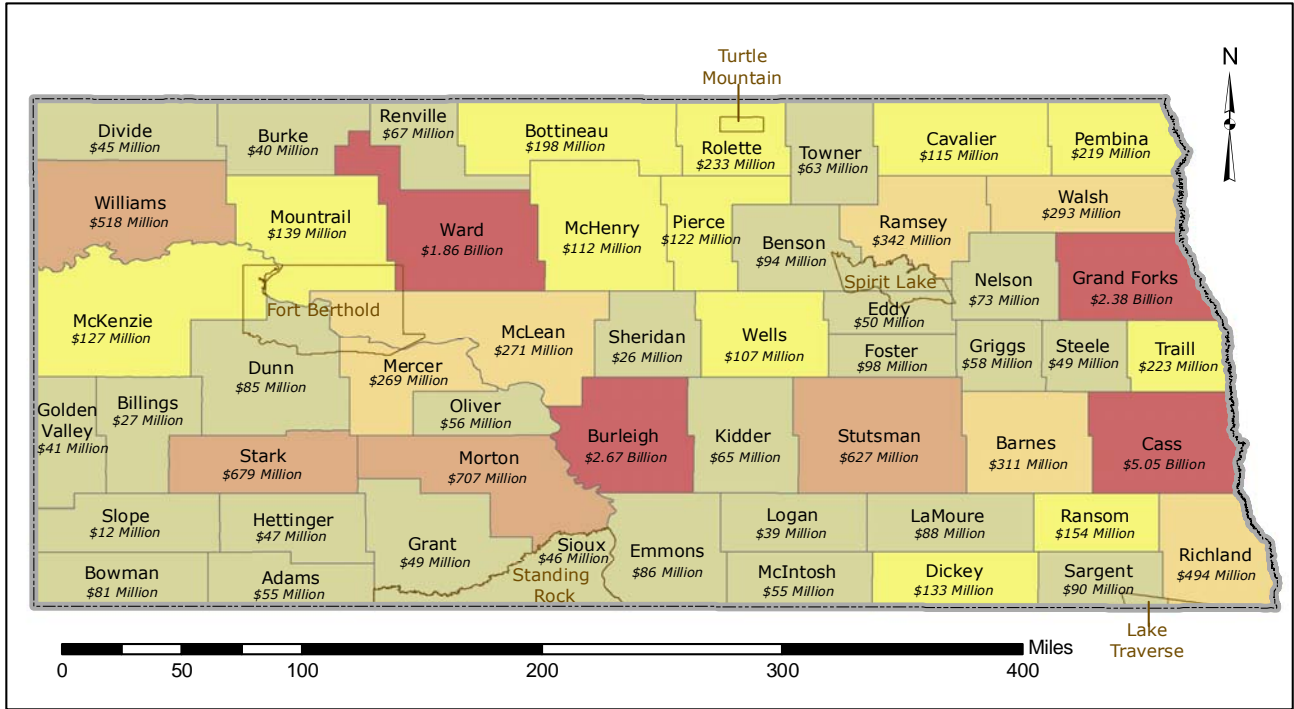 Turtle
Mountain
N
Divide
$45 Million
Burke
$40 Million
Renville
$67 Million
Bottineau
$198 Million
Rolette
$233 Million
Towner
$63 Million
Cavalier
$115 Million
Pembina
$219 Million
Williams
$518 Million
Mountrail
$139 Million
Ward
$1.86 Billion
McHenry
$112 Million
Pierce
$122 Million
Benson
$94 Million
Ramsey
$342 Million
Walsh
$293 Million
Spirit Lake
Nelson
$73 Million
Grand Forks
$2.38 Billion
McKenzie
$127 Million
Fort Berthold
Dunn
$85 Million
Mercer
$269 Million
McLean
$271 Million
Sheridan
$26 Million
Wells
$107 Million
Eddy
$50 Million
Foster
$98 Million
Griggs
$58 Million
Steele
$49 Million
Traill
$223 Million
Golden
Valley
$41 Million
Billings
$27 Million
Stark
$679 Million
Oliver
$56 Million
Morton
$707 Million
Burleigh
$2.67 Billion
Kidder
$65 Million
Stutsman
$627 Million
Barnes
$311 Million
Cass
$5.05 Billion
Slope
$12 Million
Hettinger
$47 Million
Grant
$49 Million
Sioux
$46 Million
Standing
Rock
Emmons
$86 Million
Logan
$39 Million
LaMoure
$88 Million
Ransom
$154 Million
Richland
$494 Million
Bowman
$81 Million
Adams
$55 Million
McIntosh
$55 Million
Dickey
$133 Million
Sargent
$90 Million
Lake
Traverse
Miles
0 50 100 200 300 400